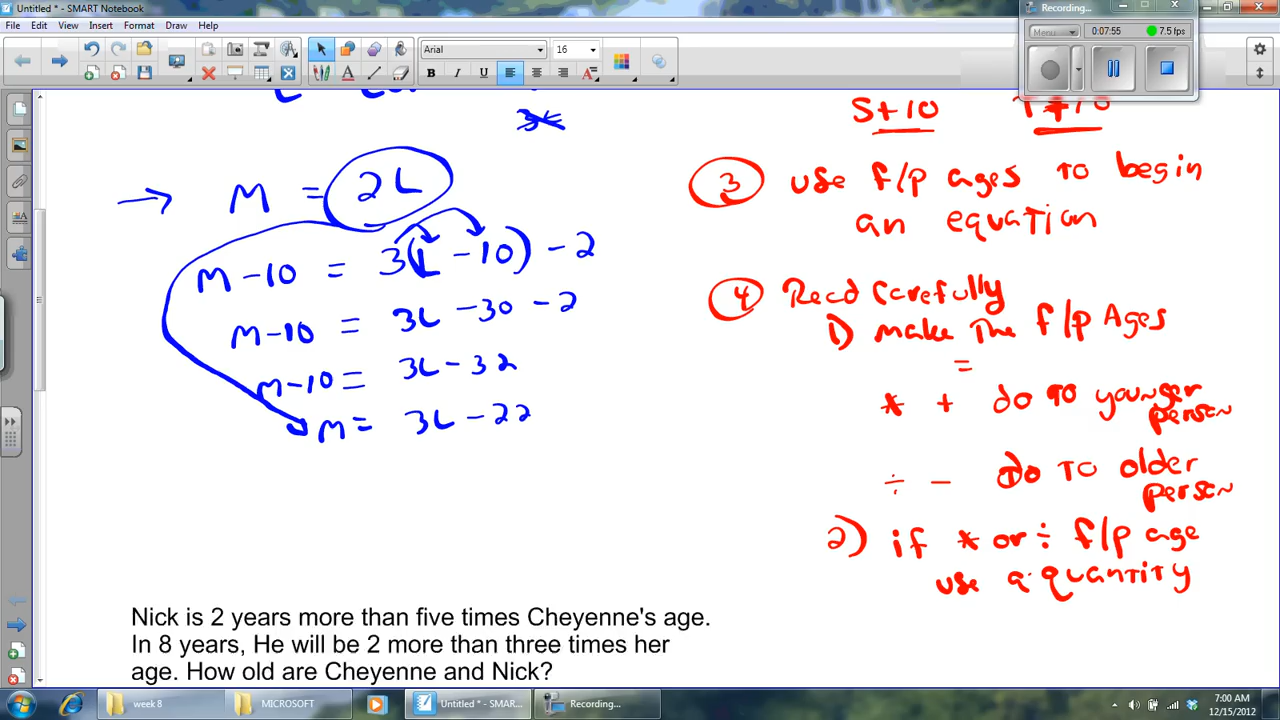 Untitled * - SMART Notebook
Recording...
File Edit View Insert Format Draw Help
Menu
0:07:55
7.5 fps
Arial
16
B I U A
S+10 T+10
→ M = 2L
M-10 = 3(L-10)-2
M-10 = 3L-30-2
M-10 = 3L-32
M = 3L-22
3 use f/p ages to begin
an equation
4 Read Carefully
1) make the f/p Ages
=
* + do to younger
person
÷ - do to older
person
2) if * or ÷ f/p age
use a quantity
Nick is 2 years more than five times Cheyenne's age.
In 8 years, He will be 2 more than three times her
age. How old are Cheyenne and Nick?
week 8
MICROSOFT
Untitled * - SMAR...
Recording...
7:00 AM
12/15/2012